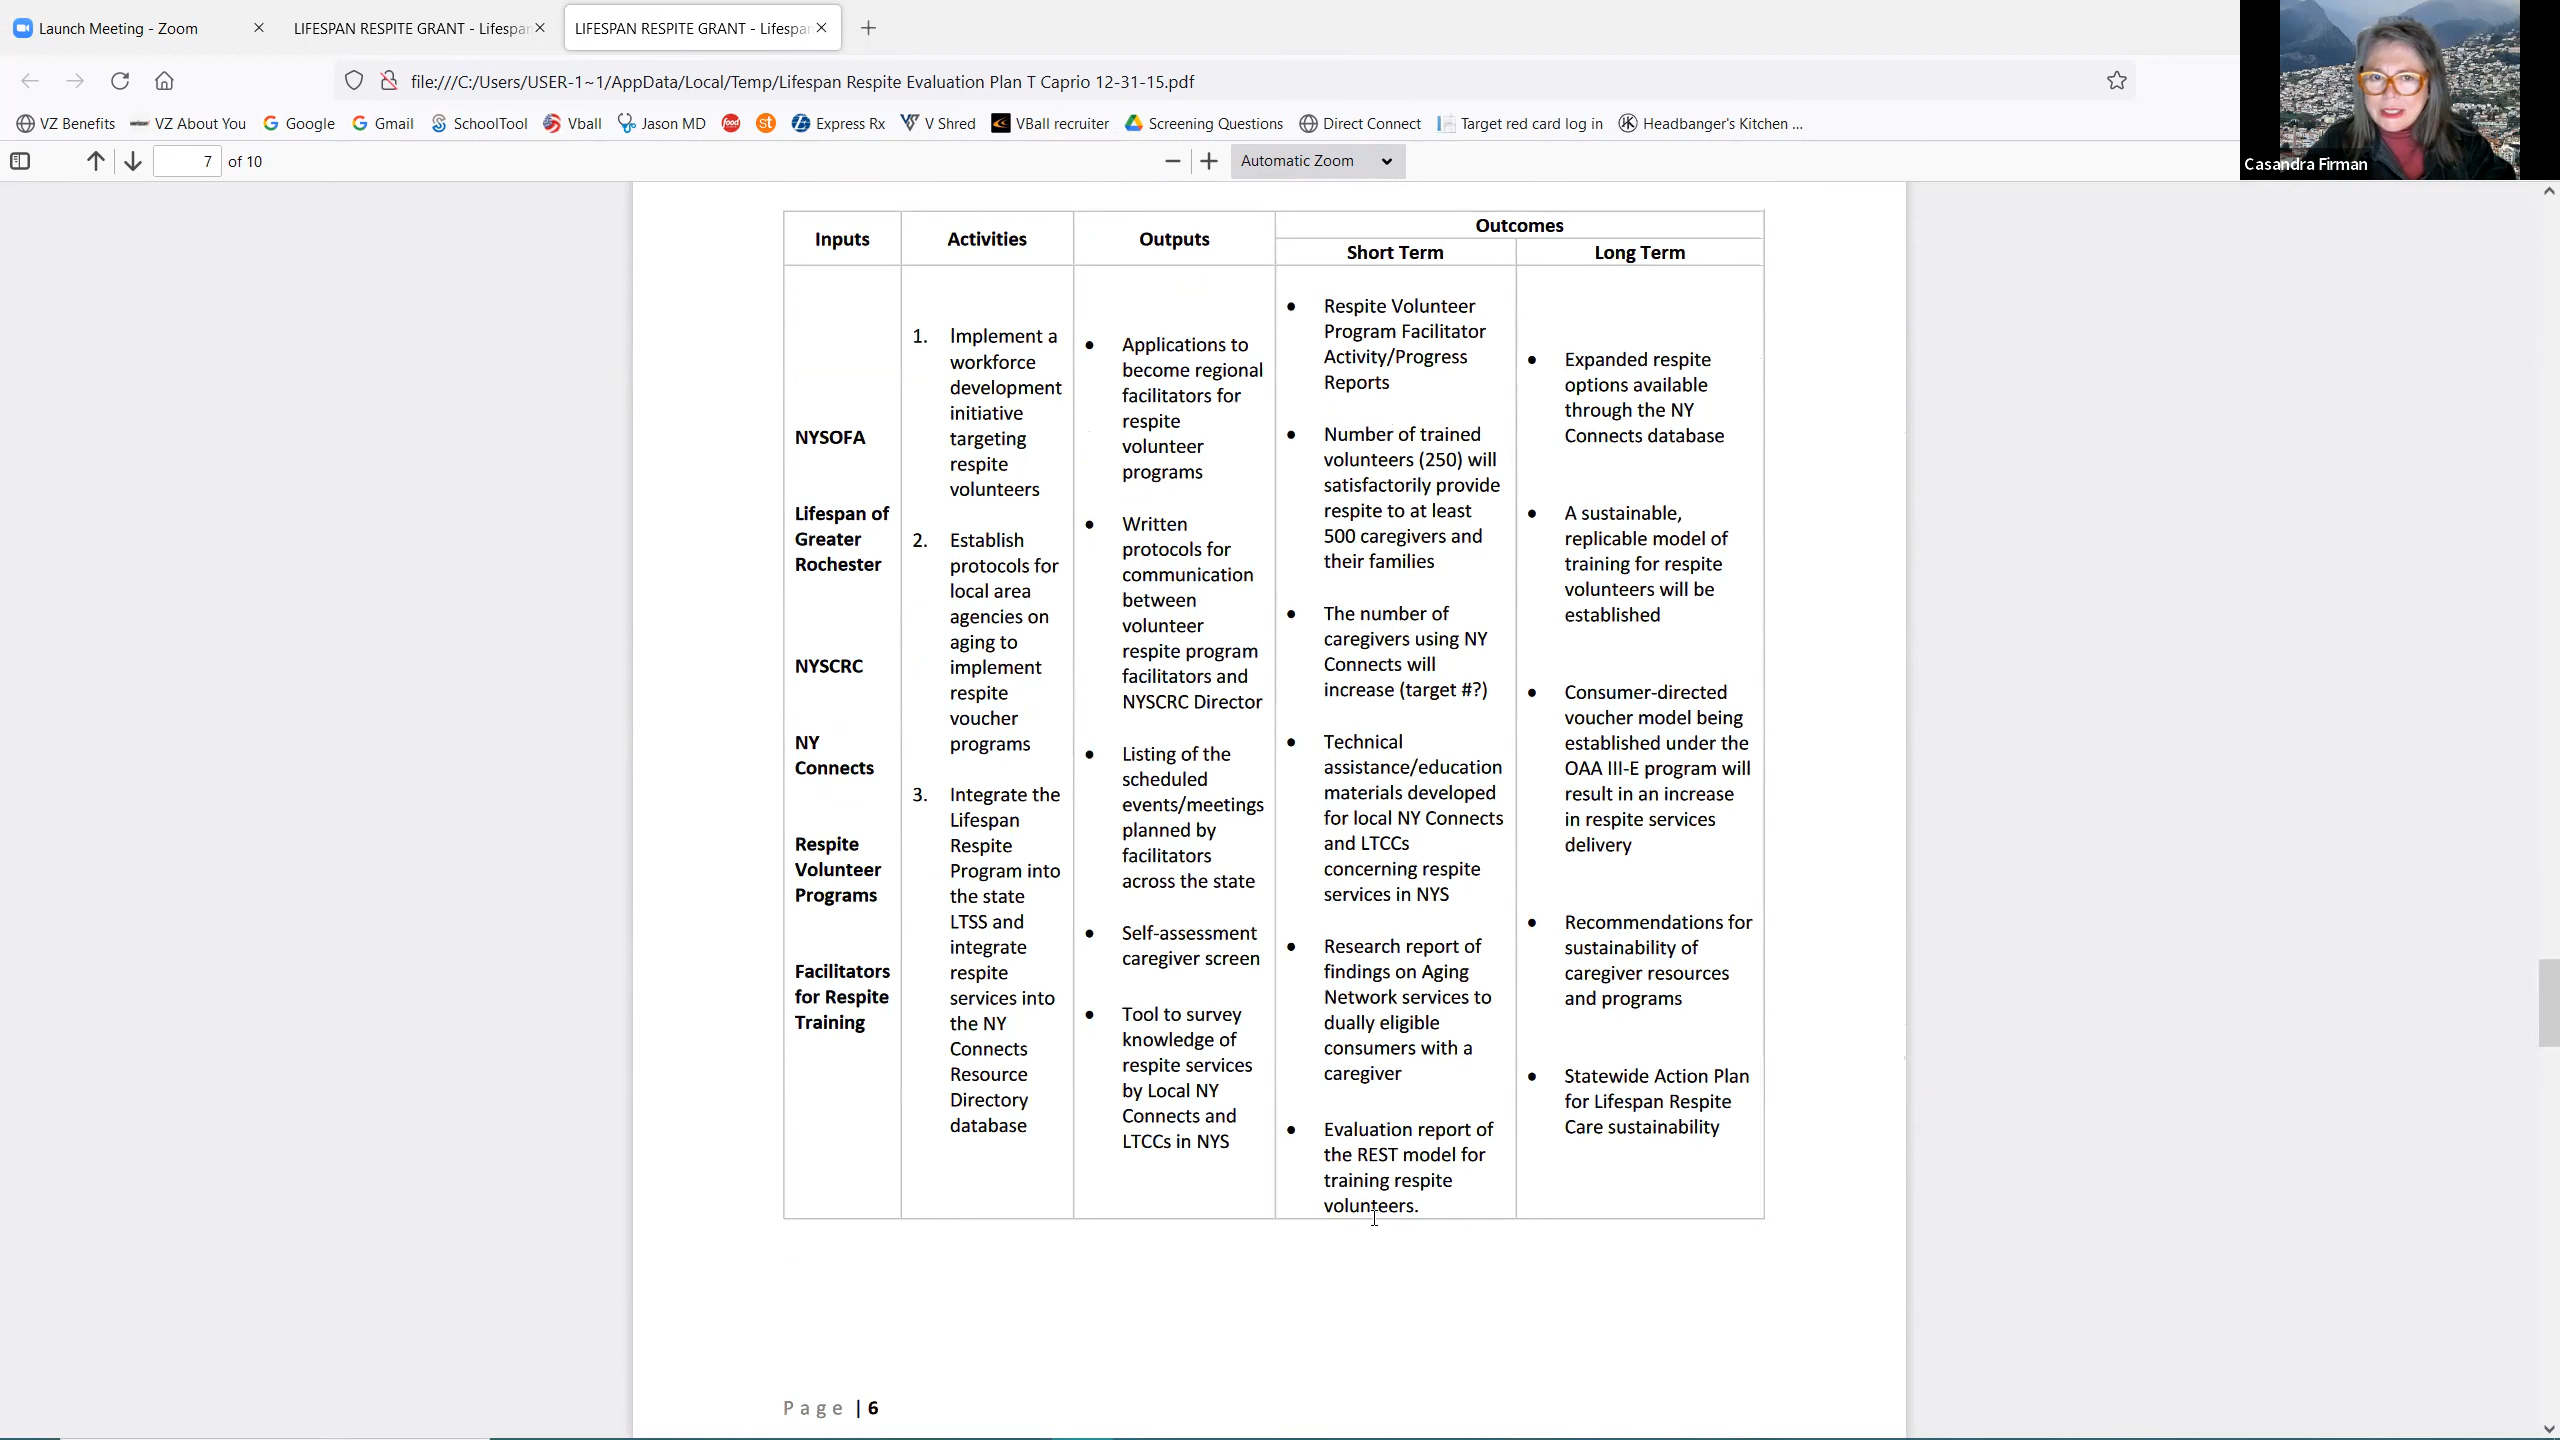 Launch Meeting - Zoom
LIFESPAN RESPITE GRANT - Lifespan
LIFESPAN RESPITE GRANT - Lifespan
file:///C:/Users/USER-1~1/AppData/Local/Temp/Lifespan Respite Evaluation Plan T Caprio 12-31-15.pdf
VZ Benefits
VZ About You
Google
Gmail
SchoolTool
Vball
Jason MD
food
st
Express Rx
V Shred
VBall recruiter
Screening Questions
Direct Connect
Target red card log in
Headbanger's Kitchen ...
7 of 10
Automatic Zoom
Casandra Firman
Inputs
Activities
Outputs
Outcomes
Short Term
Long Term
NYSOFA
Lifespan of
Greater
Rochester
NYSCRC
NY
Connects
Respite
Volunteer
Programs
Facilitators
for Respite
Training
1. Implement a
workforce
development
initiative
targeting
respite
volunteers
2. Establish
protocols for
local area
agencies on
aging to
implement
respite
voucher
programs
3. Integrate the
Lifespan
Respite
Program into
the state
LTSS and
integrate
respite
services into
the NY
Connects
Resource
Directory
database
• Applications to
become regional
facilitators for
respite
volunteer
programs
• Written
protocols for
communication
between
volunteer
respite program
facilitators and
NYSCRC Director
• Listing of the
scheduled
events/meetings
planned by
facilitators
across the state
• Self-assessment
caregiver screen
• Tool to survey
knowledge of
respite services
by Local NY
Connects and
LTCCs in NYS
• Respite Volunteer
Program Facilitator
Activity/Progress
Reports
• Number of trained
volunteers (250) will
satisfactorily provide
respite to at least
500 caregivers and
their families
• The number of
caregivers using NY
Connects will
increase (target #?)
• Technical
assistance/education
materials developed
for local NY Connects
and LTCCs
concerning respite
services in NYS
• Research report of
findings on Aging
Network services to
dually eligible
consumers with a
caregiver
• Evaluation report of
the REST model for
training respite
volunteers.
• Expanded respite
options available
through the NY
Connects database
• A sustainable,
replicable model of
training for respite
volunteers will be
established
• Consumer-directed
voucher model being
established under the
OAA III-E program will
result in an increase
in respite services
delivery
• Recommendations for
sustainability of
caregiver resources
and programs
• Statewide Action Plan
for Lifespan Respite
Care sustainability
Page | 6